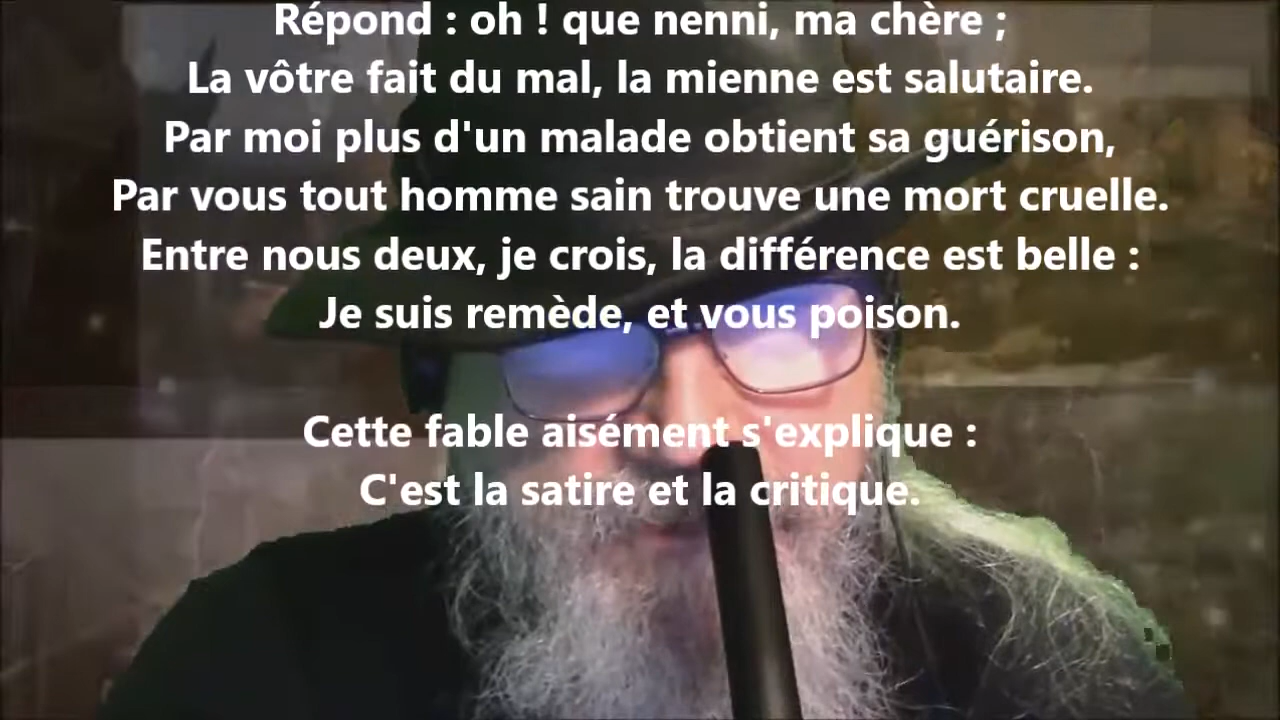 Répond : oh ! que nenni, ma chère ;
La vôtre fait du mal, la mienne est salutaire.
Par moi plus d'un malade obtient sa guérison,
Par vous tout homme sain trouve une mort cruelle.
Entre nous deux, je crois, la différence est belle :
Je suis remède, et vous poison.
Cette fable aisément s'explique :
C'est la satire et la critique.